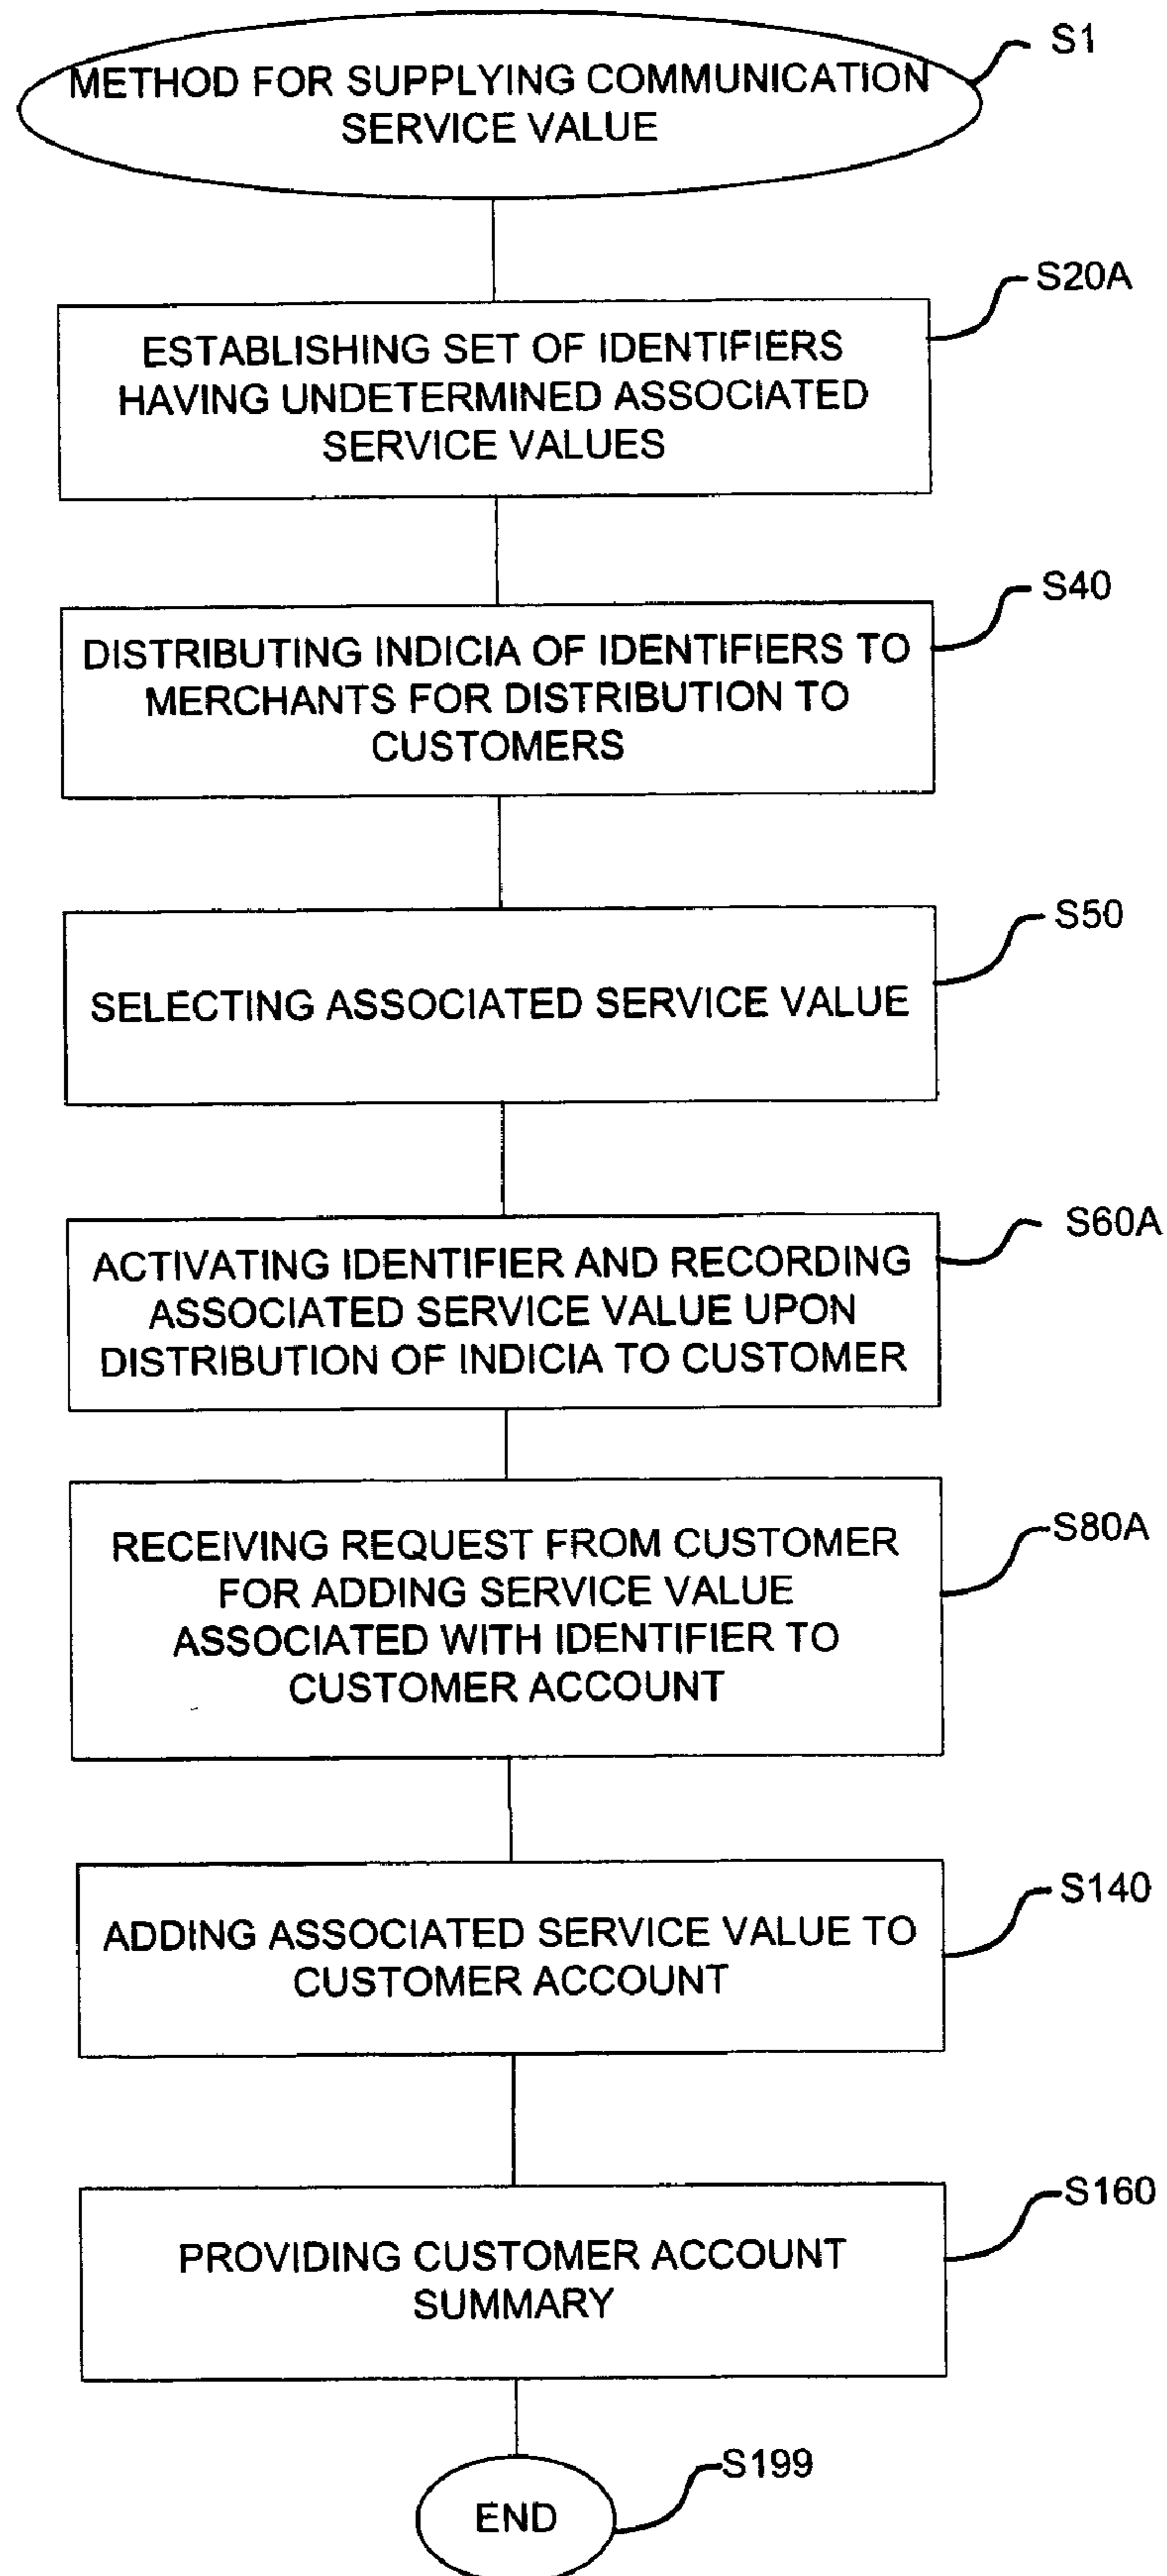 S1
METHOD FOR SUPPLYING COMMUNICATION
SERVICE VALUE
S20A
ESTABLISHING SET OF IDENTIFIERS
HAVING UNDETERMINED ASSOCIATED
SERVICE VALUES
S40
DISTRIBUTING INDICIA OF IDENTIFIERS TO
MERCHANTS FOR DISTRIBUTION TO
CUSTOMERS
S50
SELECTING ASSOCIATED SERVICE VALUE
S60A
ACTIVATING IDENTIFIER AND RECORDING
ASSOCIATED SERVICE VALUE UPON
DISTRIBUTION OF INDICIA TO CUSTOMER
S80A
RECEIVING REQUEST FROM CUSTOMER
FOR ADDING SERVICE VALUE
ASSOCIATED WITH IDENTIFIER TO
CUSTOMER ACCOUNT
S140
ADDING ASSOCIATED SERVICE VALUE TO
CUSTOMER ACCOUNT
S160
PROVIDING CUSTOMER ACCOUNT
SUMMARY
S199
END